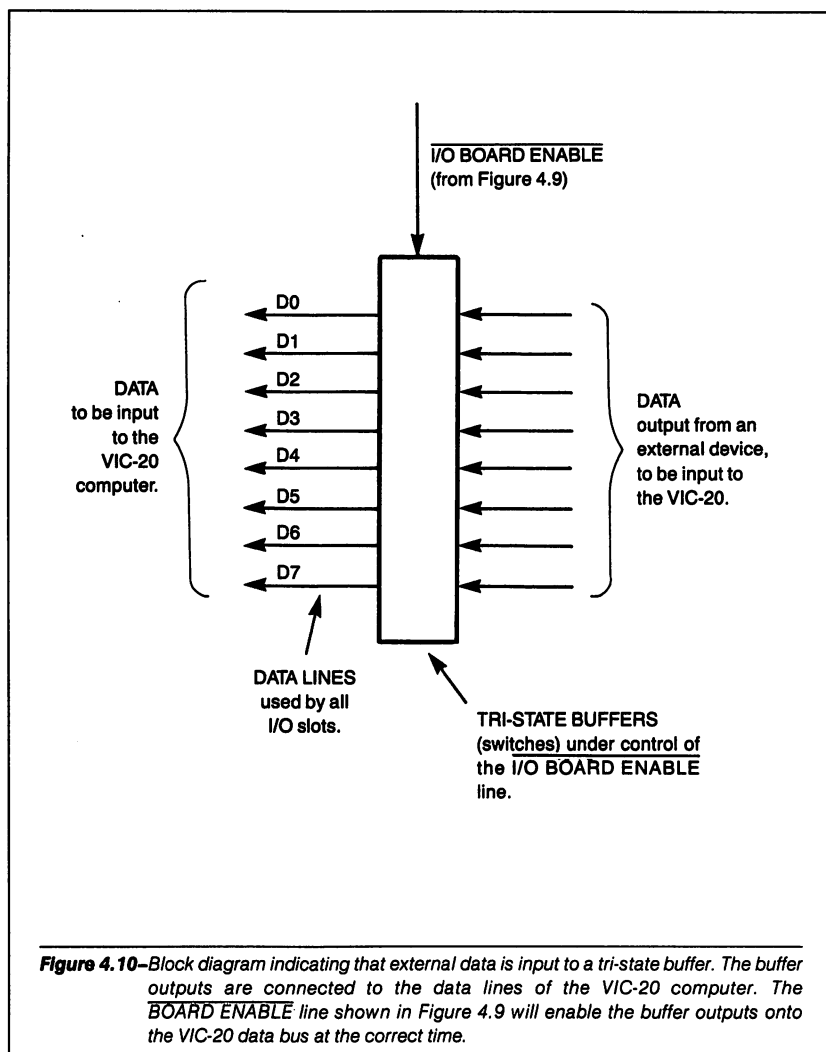 I/O BOARD ENABLE
(from Figure 4.9)
D0
D1
D2
D3
D4
D5
D6
D7
DATA
to be input
to the
VIC-20
computer.
DATA
output from an
external device,
to be input to
the VIC-20.
DATA LINES
used by all
I/O slots.
TRI-STATE BUFFERS
(switches) under control of
the I/O BOARD ENABLE
line.
Figure 4.10–Block diagram indicating that external data is input to a tri-state buffer. The buffer
outputs are connected to the data lines of the VIC-20 computer. The
BOARD ENABLE line shown in Figure 4.9 will enable the buffer outputs onto
the VIC-20 data bus at the correct time.